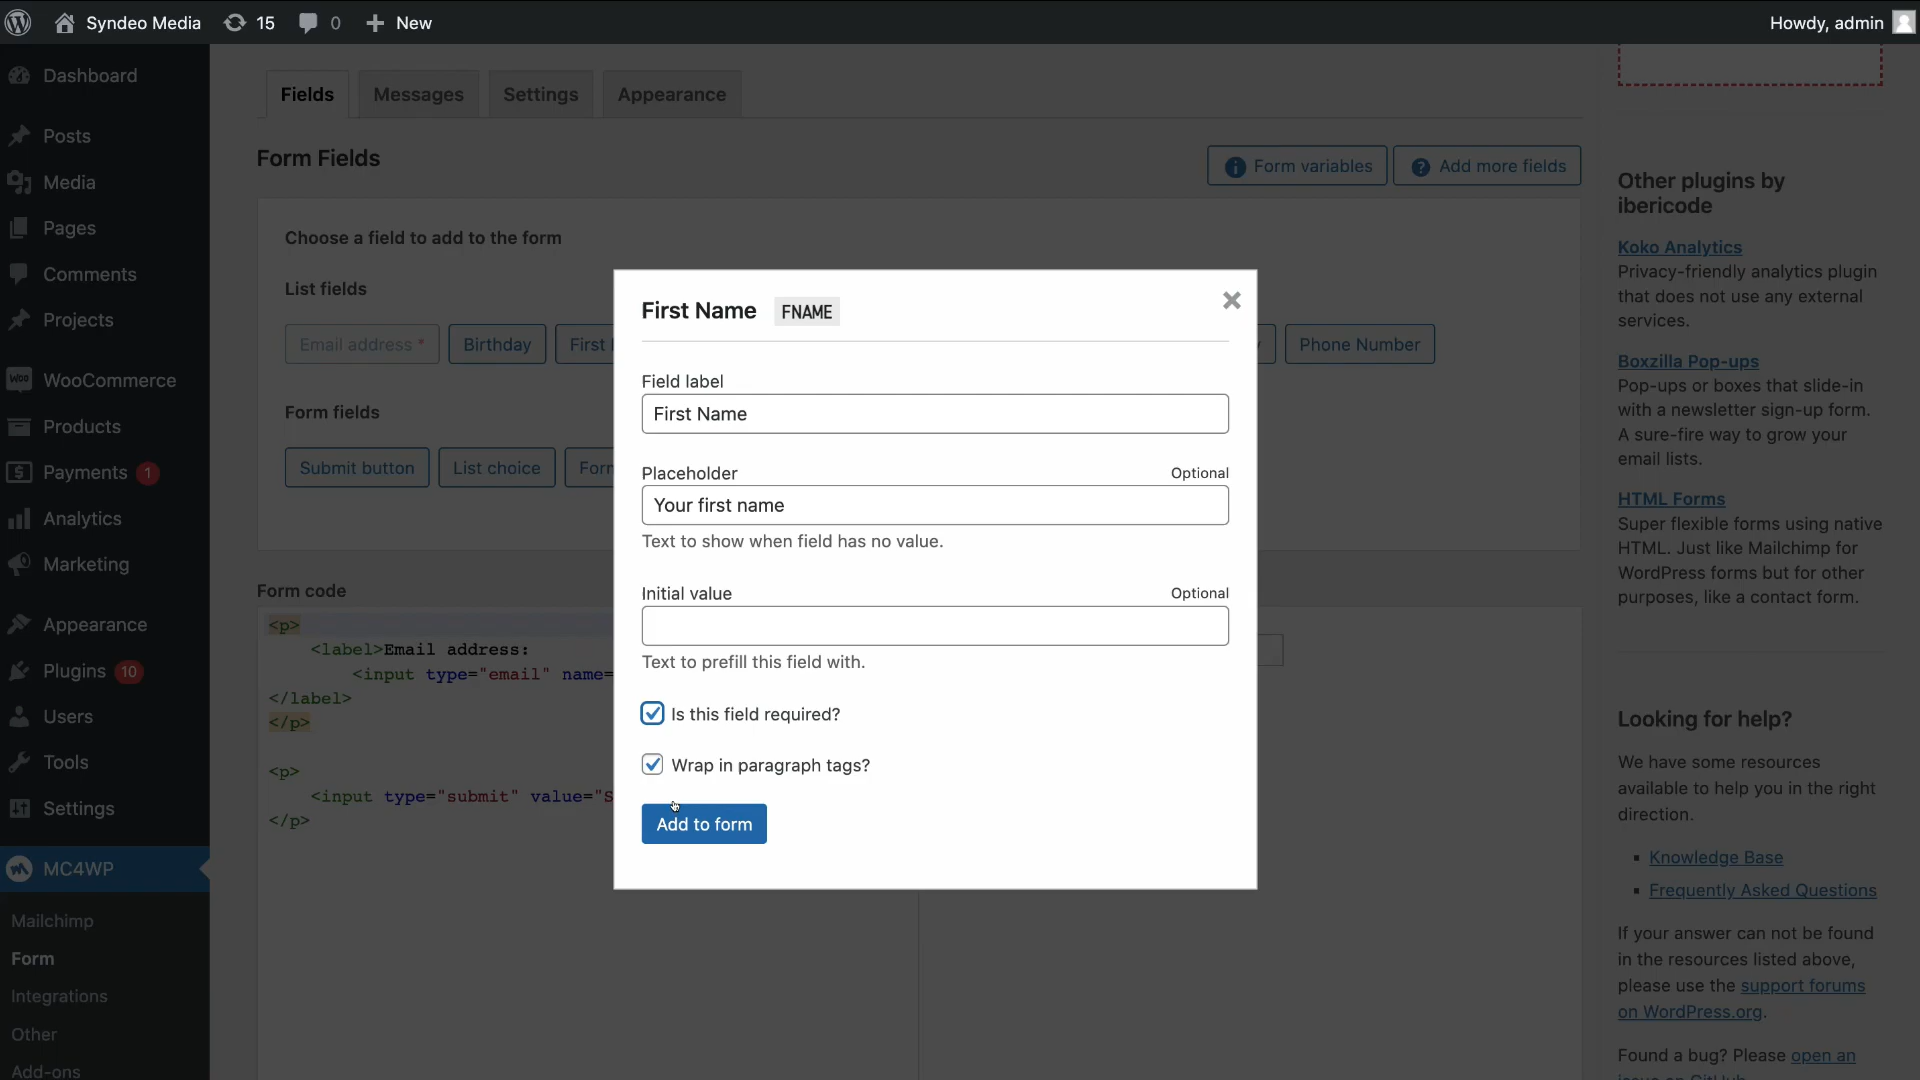 Syndeo Media
15
0
New
Howdy, admin
Dashboard
Posts
Media
Pages
Comments
Projects
WooCommerce
Products
Payments 1
Analytics
Marketing
Appearance
Plugins 10
Users
Tools
Settings
MC4WP
Mailchimp
Form
Integrations
Other
Add-ons
Fields
Messages
Settings
Appearance
Form Fields
Form variables
Add more fields
Choose a field to add to the form
List fields
Email address *
Birthday
First
Phone Number
Form fields
Submit button
List choice
Form code
<p>
<label>Email address:
<input type="email" name=
</label>
</p>
<p>
<input type="submit" value="S
</p>
First Name FNAME
Field label
First Name
Placeholder
Optional
Your first name
Text to show when field has no value.
Initial value
Optional
Text to prefill this field with.
Is this field required?
Wrap in paragraph tags?
Add to form
Other plugins by
ibericode
Koko Analytics
Privacy-friendly analytics plugin
that does not use any external
services.
Boxzilla Pop-ups
Pop-ups or boxes that slide-in
with a newsletter sign-up form.
A sure-fire way to grow your
email lists.
HTML Forms
Super flexible forms using native
HTML. Just like Mailchimp for
WordPress forms but for other
purposes, like a contact form.
Looking for help?
We have some resources
available to help you in the right
direction.
Knowledge Base
Frequently Asked Questions
If your answer can not be found
in the resources listed above,
please use the support forums
on WordPress.org.
Found a bug? Please open an